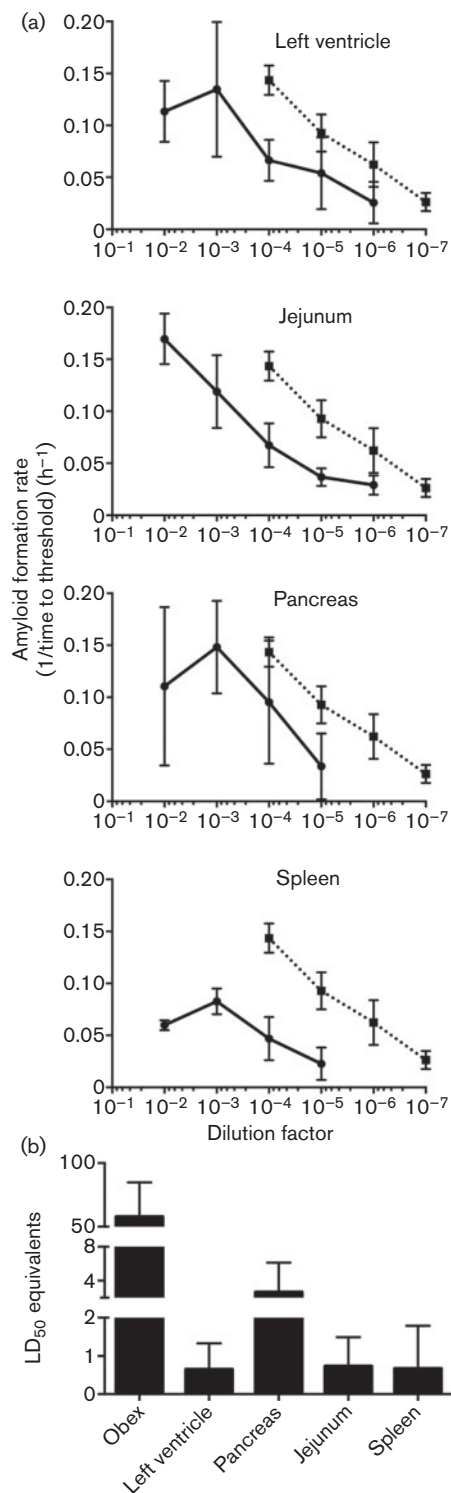 (a)
Left ventricle
0.20
0.15
0.10
0.05
0
10⁻¹ 10⁻² 10⁻³ 10⁻⁴ 10⁻⁵ 10⁻⁶ 10⁻⁷
Jejunum
0.20
0.15
0.10
0.05
0
10⁻¹ 10⁻² 10⁻³ 10⁻⁴ 10⁻⁵ 10⁻⁶ 10⁻⁷
Amyloid formation rate
(1/time to threshold) (h⁻¹)
Pancreas
0.20
0.15
0.10
0.05
0
10⁻¹ 10⁻² 10⁻³ 10⁻⁴ 10⁻⁵ 10⁻⁶ 10⁻⁷
Spleen
0.20
0.15
0.10
0.05
0
10⁻¹ 10⁻² 10⁻³ 10⁻⁴ 10⁻⁵ 10⁻⁶ 10⁻⁷
Dilution factor
(b)
LD₅₀ equivalents
100
50
8
4
2
1
0
Obex
Left ventricle
Pancreas
Jejunum
Spleen